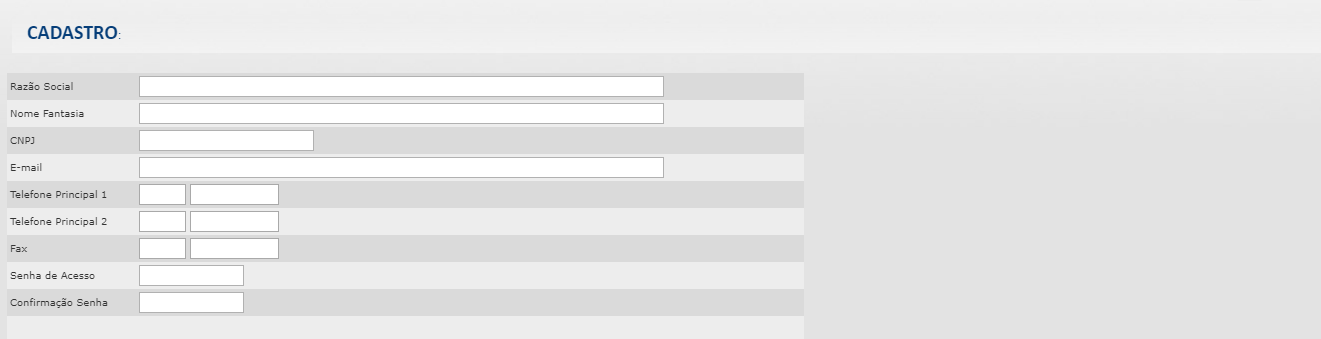 CADASTRO:
Razão Social
Nome Fantasia
CNPJ
E-mail
Telefone Principal 1
Telefone Principal 2
Fax
Senha de Acesso
Confirmação Senha